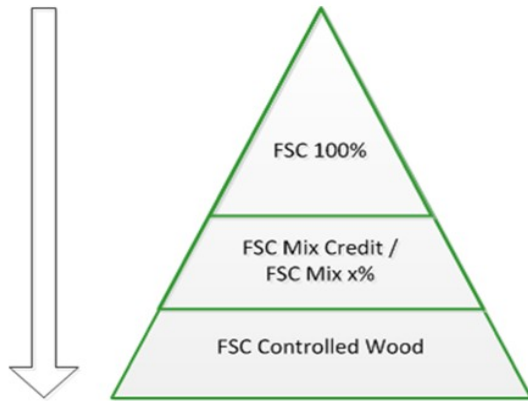 FSC 100%
FSC Mix Credit /
FSC Mix x%
FSC Controlled Wood